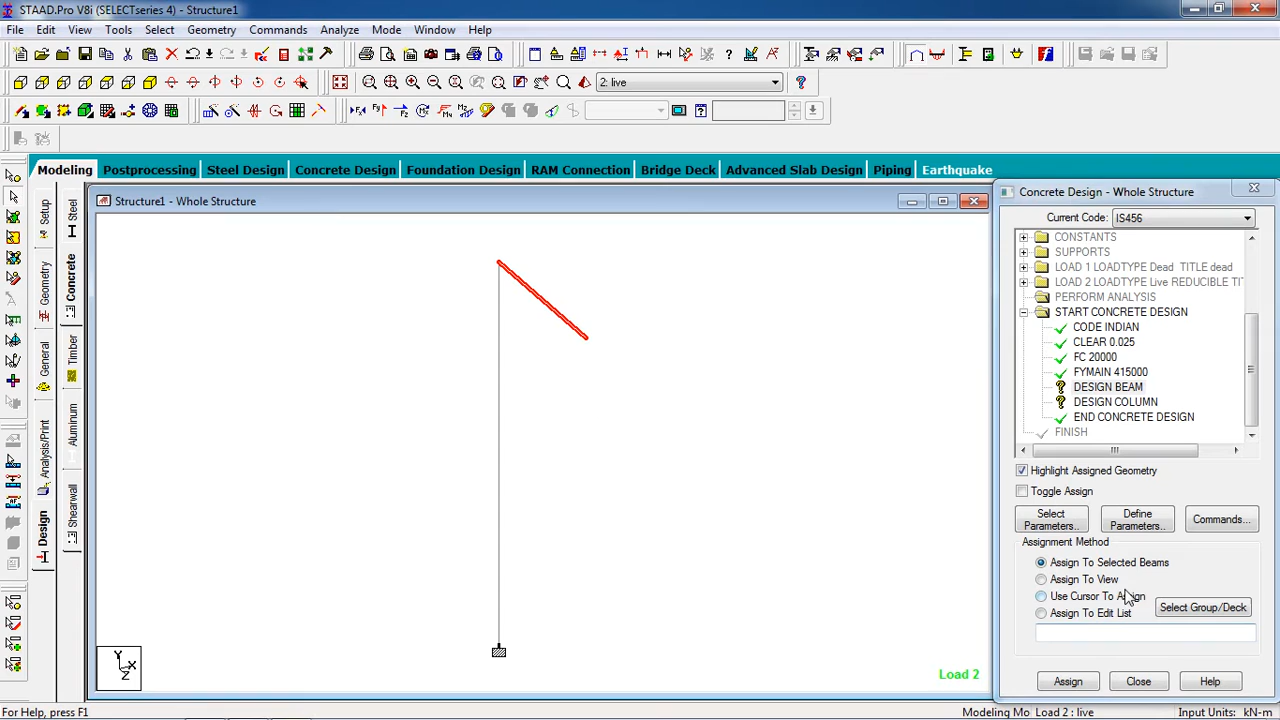 STAAD.Pro V8i (SELECTseries 4) - Structure1
File Edit View Tools Select Geometry Commands Analyze Mode Window Help
2: live
Modeling Postprocessing Steel Design Concrete Design Foundation Design RAM Connection Bridge Deck Advanced Slab Design Piping Earthquake
Setup
Geometry
General
Analysis/Print
Design
Steel
Concrete
Timber
Aluminum
Shearwall
Structure1 - Whole Structure
Y
X
Z
Load 2
Concrete Design - Whole Structure
Current Code: IS456
CONSTANTS
SUPPORTS
LOAD 1 LOADTYPE Dead TITLE dead
LOAD 2 LOADTYPE Live REDUCIBLE TI
PERFORM ANALYSIS
START CONCRETE DESIGN
CODE INDIAN
CLEAR 0.025
FC 20000
FYMAIN 415000
DESIGN BEAM
DESIGN COLUMN
END CONCRETE DESIGN
FINISH
Highlight Assigned Geometry
Toggle Assign
Select Parameters..
Define Parameters..
Commands...
Assignment Method
Assign To Selected Beams
Assign To View
Use Cursor To Assign
Assign To Edit List
Select Group/Deck
Assign Close Help
For Help, press F1
Modeling Mo Load 2 : live Input Units: kN-m